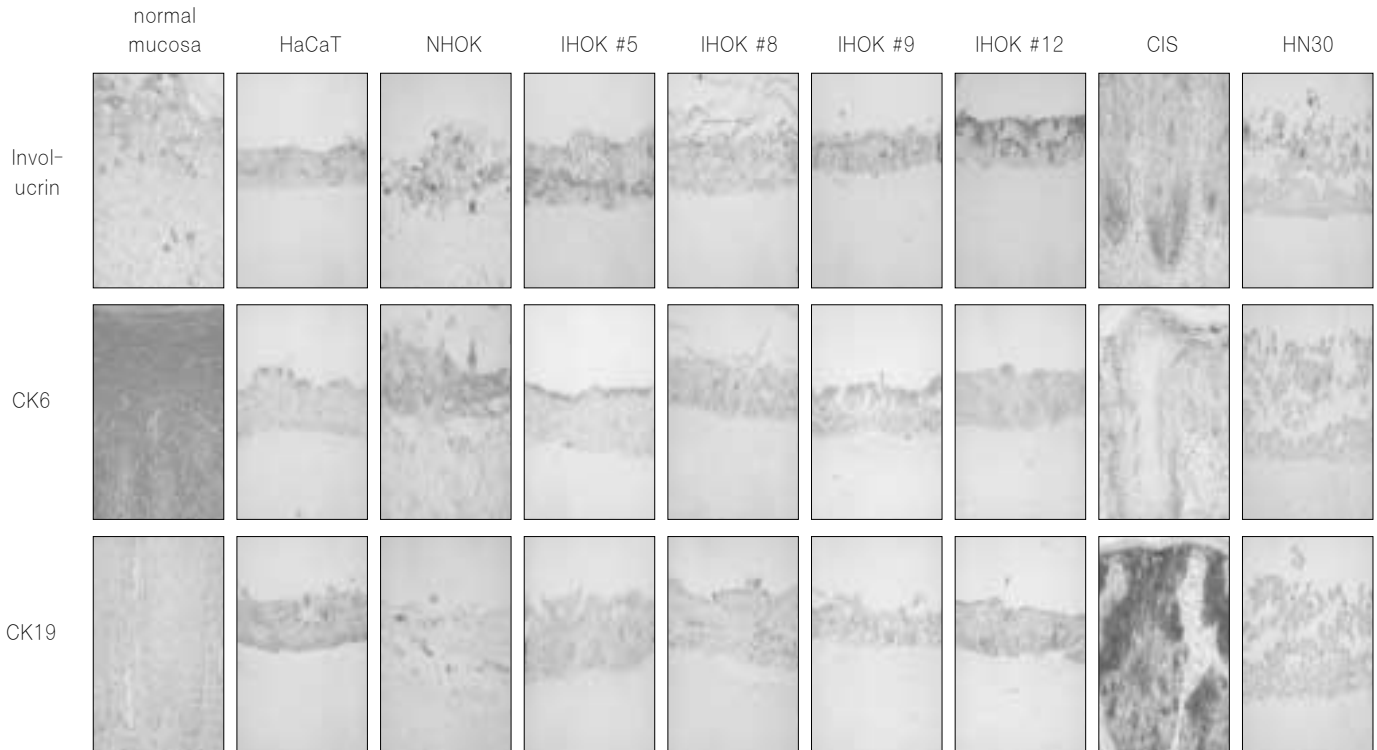 normal
mucosa
HaCaT
NHOK
IHOK #5
IHOK #8
IHOK #9
IHOK #12
CIS
HN30
Invol-
ucrin
CK6
CK19